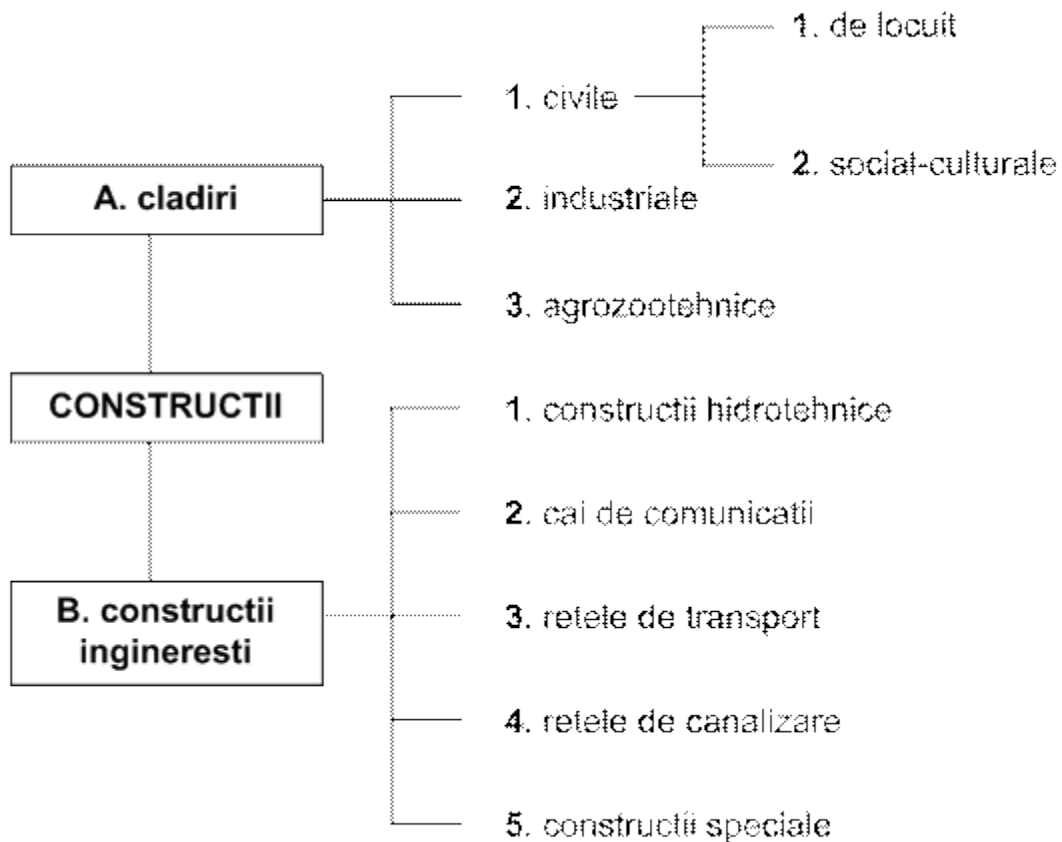 1. de locuit
1. civile
2. social-culturale
A. cladiri
2. industriale
3. agrozootehnice
CONSTRUCTII
1. constructii hidrotehnice
2. cai de comunicatii
B. constructii
ingineresti
3. retele de transport
4. retele de canalizare
5. constructii speciale